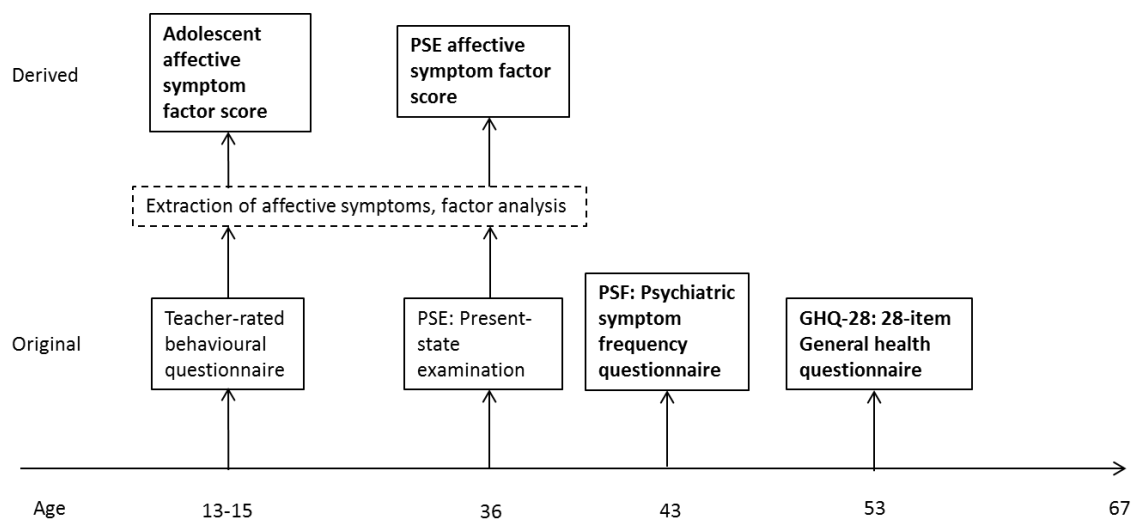 Derived
Adolescent
affective
symptom
factor score
PSE affective
symptom factor
score
Extraction of affective symptoms, factor analysis
Original
Teacher-rated
behavioural
questionnaire
PSE: Present-
state
examination
PSF: Psychiatric
symptom
frequency
questionnaire
GHQ-28: 28-item
General health
questionnaire
Age
13-15
36
43
53
67